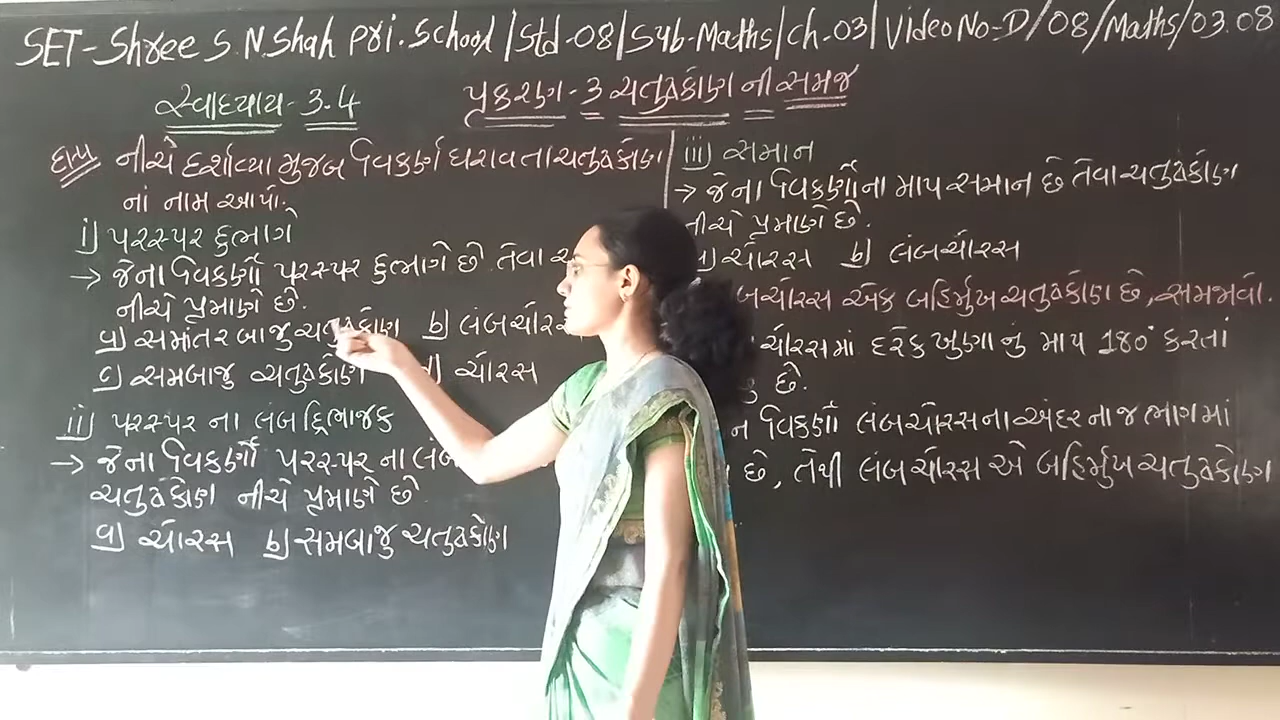 SET-Shree S.N.Shah Pri.School/Std-08/Sub-Maths/Ch-03/Video No-D/08/Maths/03.08
સ્વાધ્યાય-3.4
પ્રકરણ-3 ચતુષ્કોણ ની સમજ
નીચે દર્શાવ્યા મુજબ વિકર્ણ ધરાવતા ચતુષ્કોણ
નાં નામ આપો.
i) પરસ્પર દુભાગે
→ જેના વિકર્ણો પરસ્પર દુભાગે છે તેવા
નીચે પ્રમાણે છે.
a) સમાંતર બાજુ ચતુષ્કોણ b) લંબચોરસ
c) સમબાજુ ચતુષ્કોણ ચોરસ
ii) પરસ્પર ના લંબદ્વિભાજક
→ જેના વિકર્ણો પરસ્પર ના લંબ
ચતુષ્કોણ નીચે પ્રમાણે છે
a) ચોરસ b) સમબાજુ ચતુષ્કોણ
iii) સમાન
→ જેના વિકર્ણોના માપ સમાન છે તેવા ચતુષ્કોણ
નીચે પ્રમાણે છે.
a) ચોરસ b) લંબચોરસ
બચોરસ એક બહિર્મુખ ચતુષ્કોણ છે, સમજાવો.
ચોરસમાં દરેક ખુણા નું માપ 180° કરતાં
છે.
વિકર્ણો લંબચોરસના અંદર ના જ ભાગમાં
છે, તેથી લંબચોરસ એ બહિર્મુખ ચતુષ્કોણ